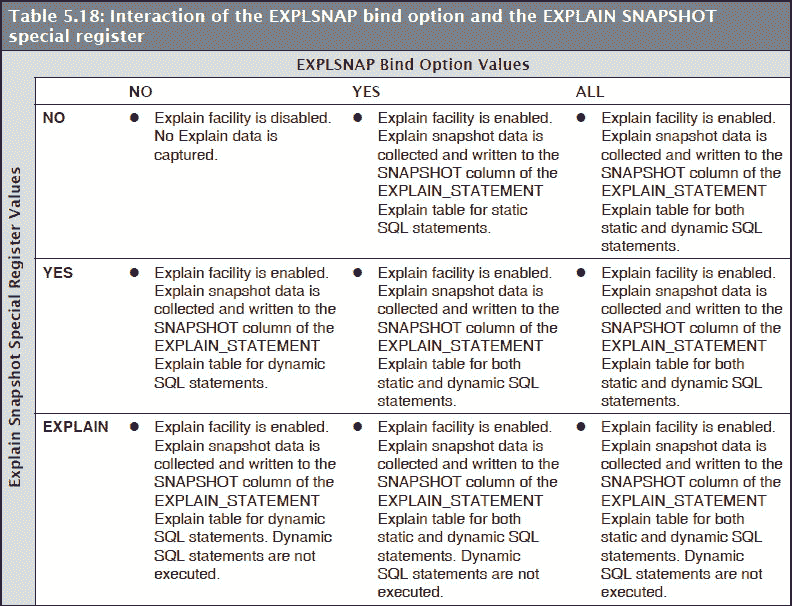 Table 5.18: Interaction of the EXPLSNAP bind option and the EXPLAIN SNAPSHOT
special register
EXPLSNAP Bind Option Values
NO YES ALL
Explain Snapshot Special Register Values
NO
● Explain facility is disabled.
No Explain data is
captured.
● Explain facility is enabled.
Explain snapshot data is
collected and written to the
SNAPSHOT column of the
EXPLAIN_STATEMENT
Explain table for static
SQL statements.
● Explain facility is enabled.
Explain snapshot data is
collected and written to the
SNAPSHOT column of the
EXPLAIN_STATEMENT
Explain table for both
static and dynamic SQL
statements.
YES
● Explain facility is enabled.
Explain snapshot data is
collected and written to the
SNAPSHOT column of the
EXPLAIN_STATEMENT
Explain table for dynamic
SQL statements.
● Explain facility is enabled.
Explain snapshot data is
collected and written to the
SNAPSHOT column of the
EXPLAIN_STATEMENT
Explain table for both
static and dynamic SQL
statements.
● Explain facility is enabled.
Explain snapshot data is
collected and written to the
SNAPSHOT column of the
EXPLAIN_STATEMENT
Explain table for both
static and dynamic SQL
statements.
EXPLAIN
● Explain facility is enabled.
Explain snapshot data is
collected and written to the
SNAPSHOT column of the
EXPLAIN_STATEMENT
Explain table for dynamic
SQL statements. Dynamic
SQL statements are not
executed.
● Explain facility is enabled.
Explain snapshot data is
collected and written to the
SNAPSHOT column of the
EXPLAIN_STATEMENT
Explain table for both
static and dynamic SQL
statements. Dynamic
SQL statements are not
executed.
● Explain facility is enabled.
Explain snapshot data is
collected and written to the
SNAPSHOT column of the
EXPLAIN_STATEMENT
Explain table for both
static and dynamic SQL
statements. Dynamic
SQL statements are not
executed.